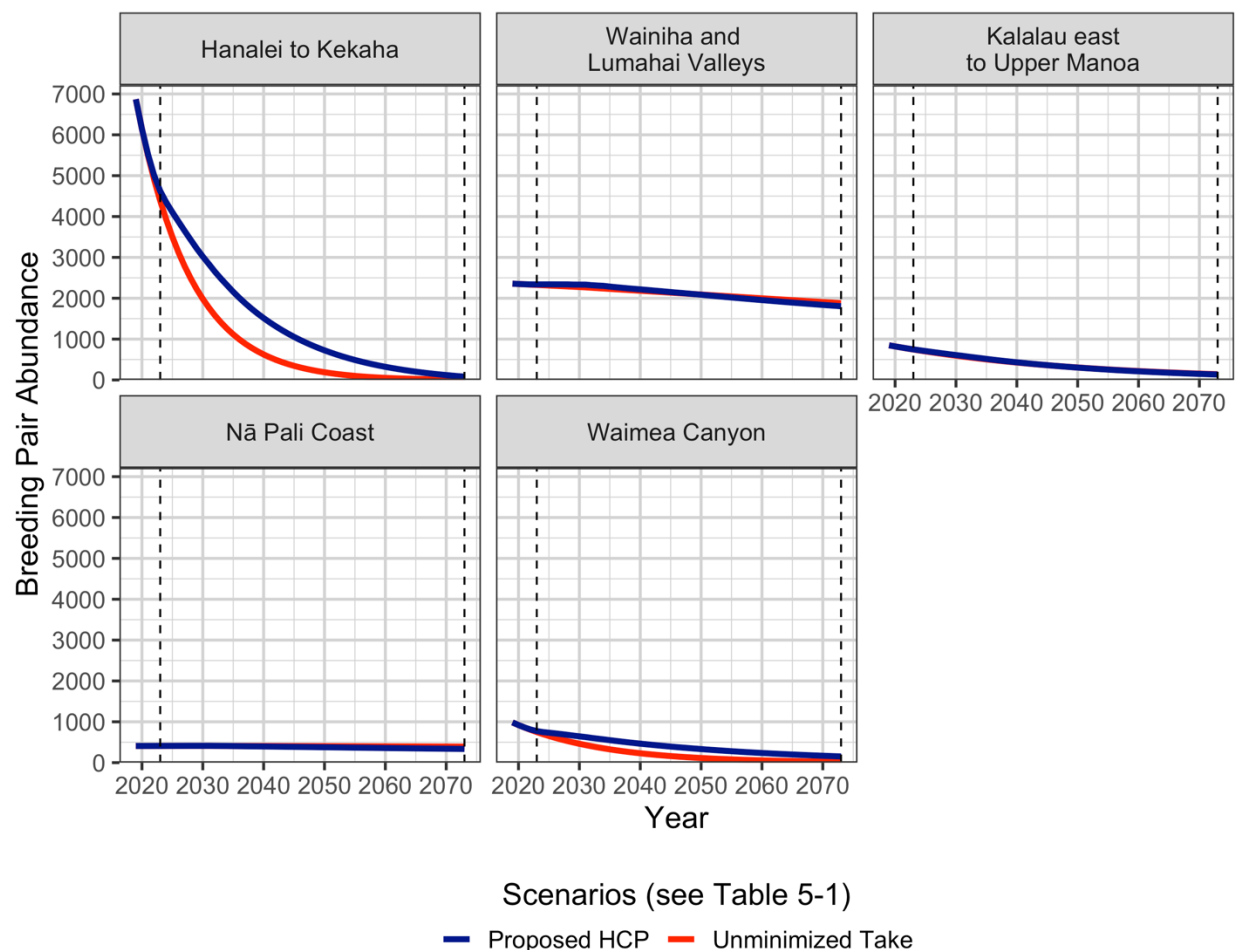 Hanalei to Kekaha
Wainiha and
Lumahai Valleys
Kalalau east
to Upper Manoa
7000
6000
5000
4000
3000
2000
1000
0
2020 2030 2040 2050 2060 2070
Nā Pali Coast
Waimea Canyon
7000
6000
5000
4000
3000
2000
1000
0
2020 2030 2040 2050 2060 2070
2020 2030 2040 2050 2060 2070
Breeding Pair Abundance
Year
Scenarios (see Table 5-1)
Proposed HCP
Unminimized Take